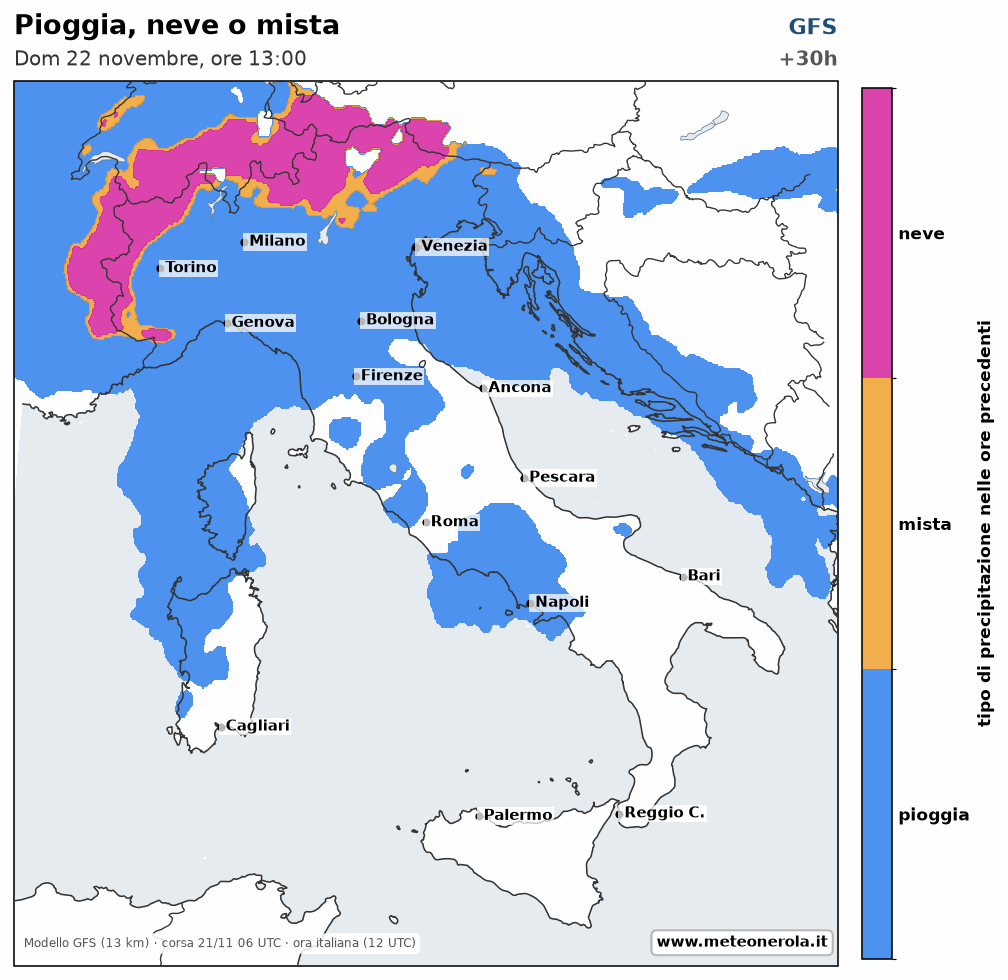 Pioggia, neve o mista
GFS
Dom 22 novembre, ore 13:00
+30h
Milano
Venezia
Torino
Genova
Bologna
Firenze
Ancona
Pescara
Roma
Bari
Napoli
Cagliari
Palermo
Reggio C.
neve
mista
pioggia
tipo di precipitazione nelle ore precedenti
Modello GFS (13 km) · corsa 21/11 06 UTC · ora italiana (12 UTC)
www.meteonerola.it